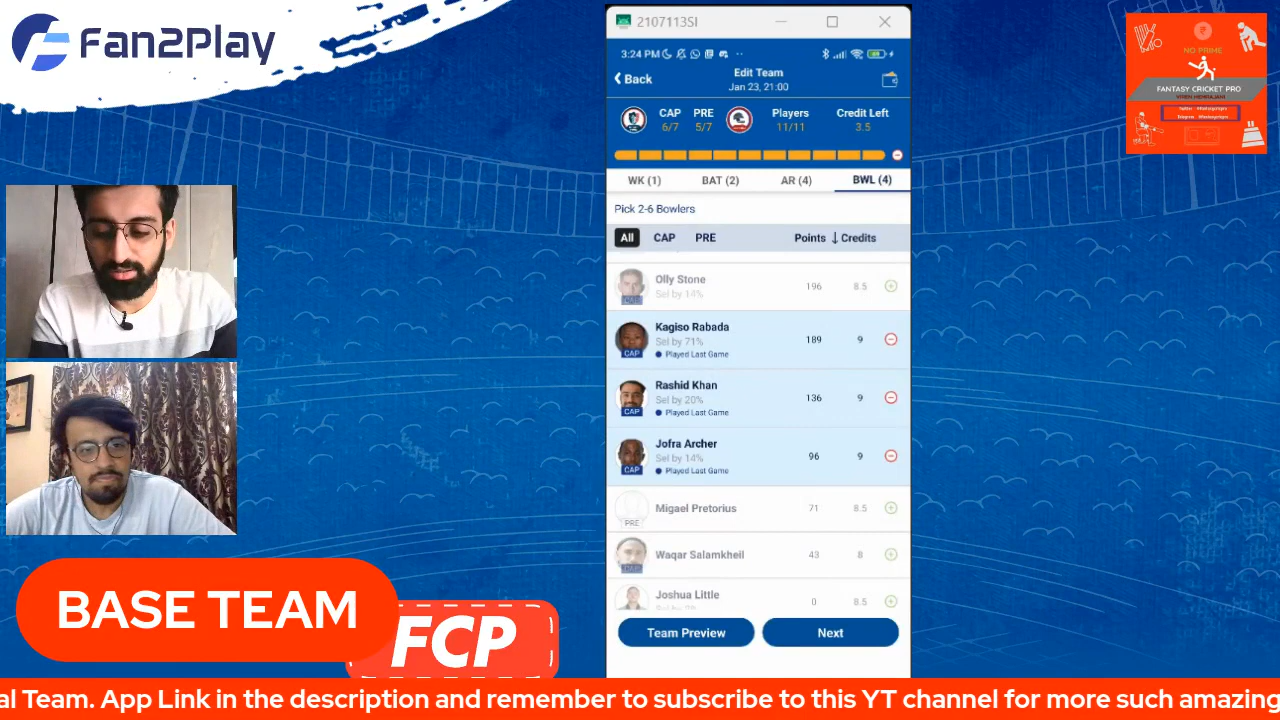 Fan2Play
2107113SI
3:24 PM
Back
Edit Team
Jan 23, 21:00
CAP
6/7
PRE
5/7
Players
11/11
Credit Left
3.5
WK (1)
BAT (2)
AR (4)
BWL (4)
Pick 2-6 Bowlers
All
CAP
PRE
Points
Credits
Olly Stone
Sel by 14%
CAP
196
8.5
Kagiso Rabada
Sel by 71%
Played Last Game
CAP
189
9
Rashid Khan
Sel by 20%
Played Last Game
CAP
136
9
Jofra Archer
Sel by 14%
Played Last Game
CAP
96
9
Migael Pretorius
PRE
71
8.5
Waqar Salamkheil
CAP
43
8
Joshua Little
0
8.5
Team Preview
Next
NO PRIME
FANTASY CRICKET PRO
BASE TEAM
FCP
al Team. App Link in the description and remember to subscribe to this YT channel for more such amazing